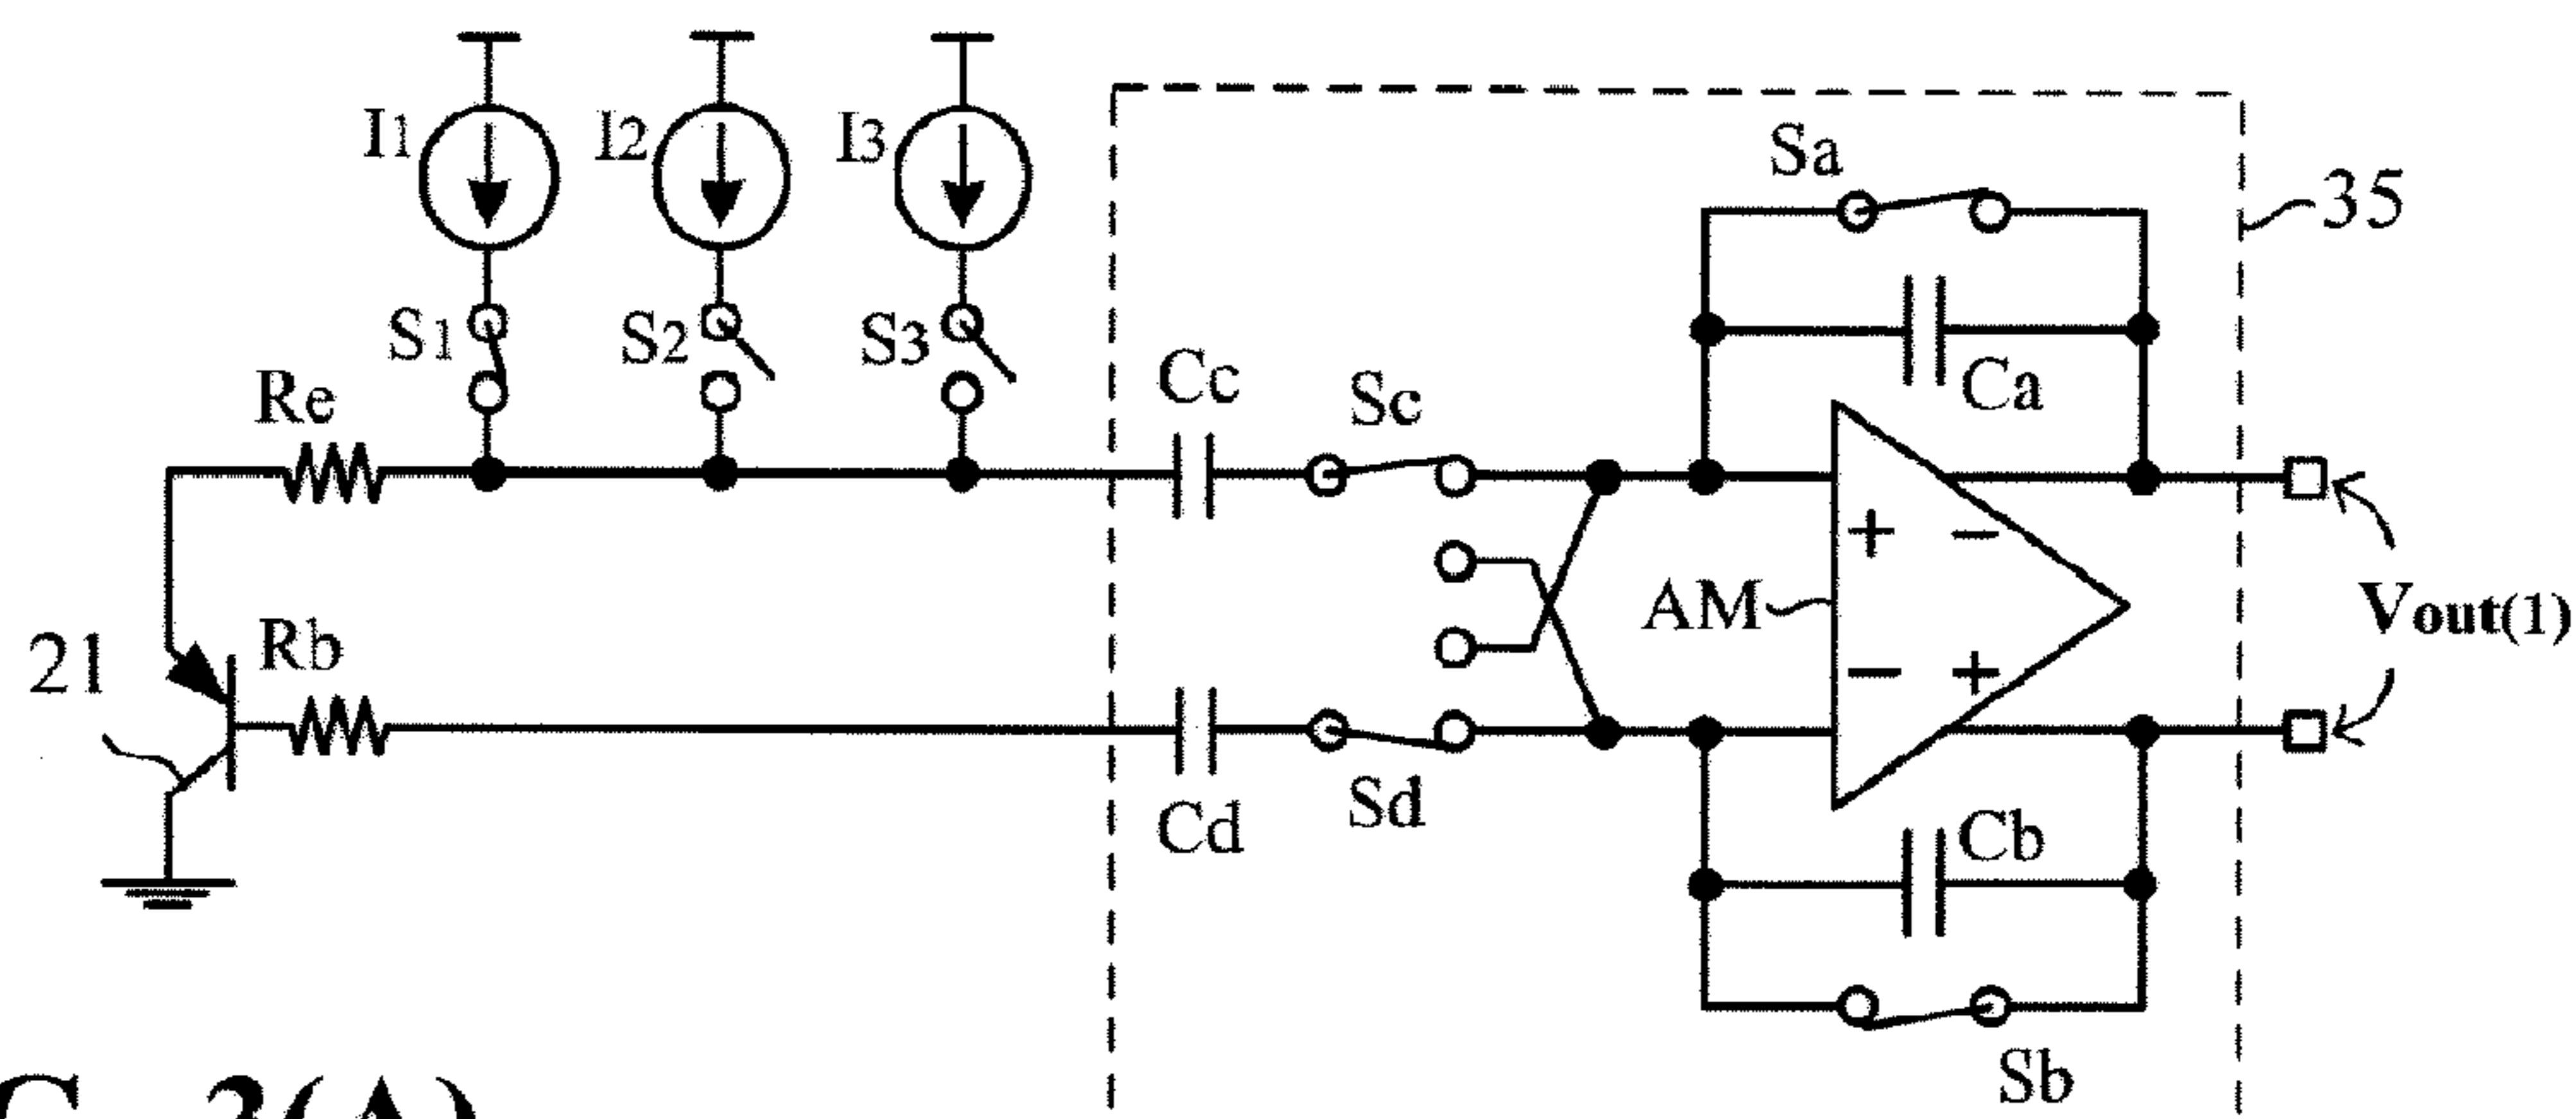 I1
I2
I3
Sa
35
S1
S2
S3
Re
Cc
Sc
Ca
+
−
AM
Vout(1)
21
Rb
−
+
Cd
Sd
Cb
Sb
3(A)